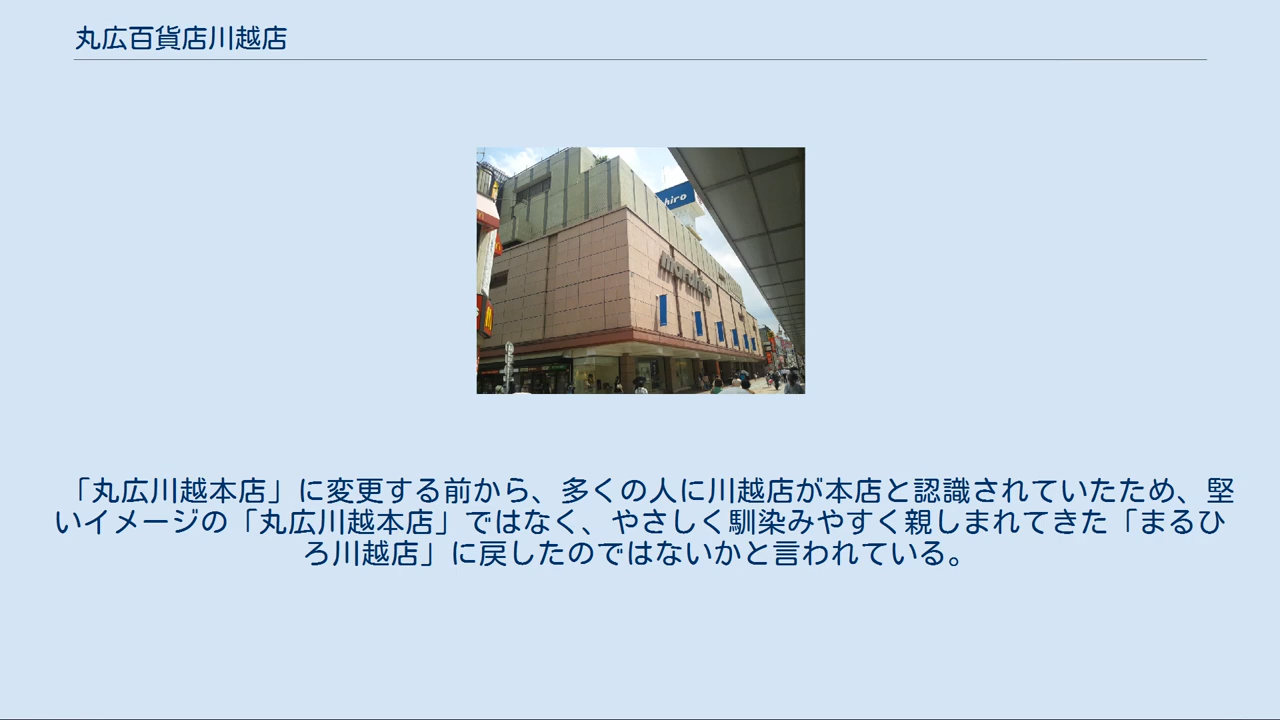 丸広百貨店川越店
hiro
maruhiro
「丸広川越本店」に変更する前から、多くの人に川越店が本店と認識されていたため、堅
いイメージの「丸広川越本店」ではなく、やさしく馴染みやすく親しまれてきた「まるひ
ろ川越店」に戻したのではないかと言われている。